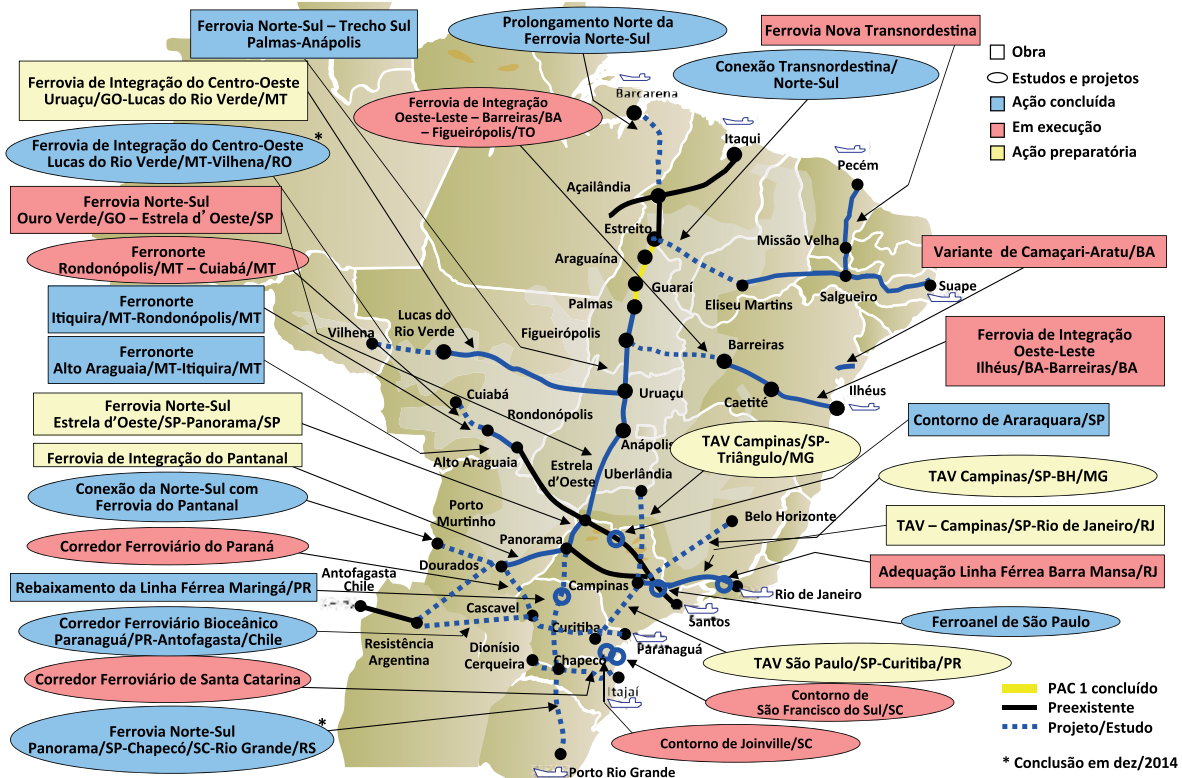 Ferrovia Norte-Sul – Trecho Sul
Palmas-Anápolis
Prolongamento Norte da
Ferrovia Norte-Sul
Ferrovia Nova Transnordestina
Conexão Transnordestina/
Norte-Sul
Obra
Estudos e projetos
Ação concluída
Em execução
Ação preparatória
Ferrovia de Integração do Centro-Oeste
Uruaçu/GO-Lucas do Rio Verde/MT
Ferrovia de Integração
Oeste-Leste – Barreiras/BA
– Figueirópolis/TO
*
Ferrovia de Integração do Centro-Oeste
Lucas do Rio Verde/MT-Vilhena/RO
Ferrovia Norte-Sul
Ouro Verde/GO – Estrela d’ Oeste/SP
Ferronorte
Rondonópolis/MT – Cuiabá/MT
Ferronorte
Itiquira/MT-Rondonópolis/MT
Ferronorte
Alto Araguaia/MT-Itiquira/MT
Ferrovia Norte-Sul
Estrela d’Oeste/SP-Panorama/SP
Ferrovia de Integração do Pantanal
Conexão da Norte-Sul com
Ferrovia do Pantanal
Corredor Ferroviário do Paraná
Rebaixamento da Linha Férrea Maringá/PR
Corredor Ferroviário Bioceânico
Paranaguá/PR-Antofagasta/Chile
Corredor Ferroviário de Santa Catarina
*
Ferrovia Norte-Sul
Panorama/SP-Chapecó/SC-Rio Grande/RS
Barcarena
Itaqui
Pecém
Açailândia
Estreito
Araguaína
Guaraí
Palmas
Figueirópolis
Missão Velha
Eliseu Martins
Salgueiro
Suape
Variante  de Camaçari-Aratu/BA
Ferrovia de Integração
Oeste-Leste
Ilhéus/BA-Barreiras/BA
Vilhena
Lucas do
Rio Verde
Barreiras
Caetité
Ilhéus
Uruaçu
Cuiabá
Rondonópolis
Anápolis
Alto Araguaia
Estrela
d’Oeste
Uberlândia
TAV Campinas/SP-
Triângulo/MG
Contorno de Araraquara/SP
TAV Campinas/SP-BH/MG
TAV – Campinas/SP-Rio de Janeiro/RJ
Adequação Linha Férrea Barra Mansa/RJ
Belo Horizonte
Porto
Murtinho
Panorama
Dourados
Campinas
Rio de Janeiro
Santos
Ferroanel de São Paulo
Antofagasta
Chile
Cascavel
Curitiba
Paranaguá
Resistência
Argentina
Dionísio
Cerqueira
Chapecó
Itajaí
TAV São Paulo/SP-Curitiba/PR
Contorno de
São Francisco do Sul/SC
Contorno de Joinville/SC
Porto Rio Grande
PAC 1 concluído
Preexistente
Projeto/Estudo
* Conclusão em dez/2014